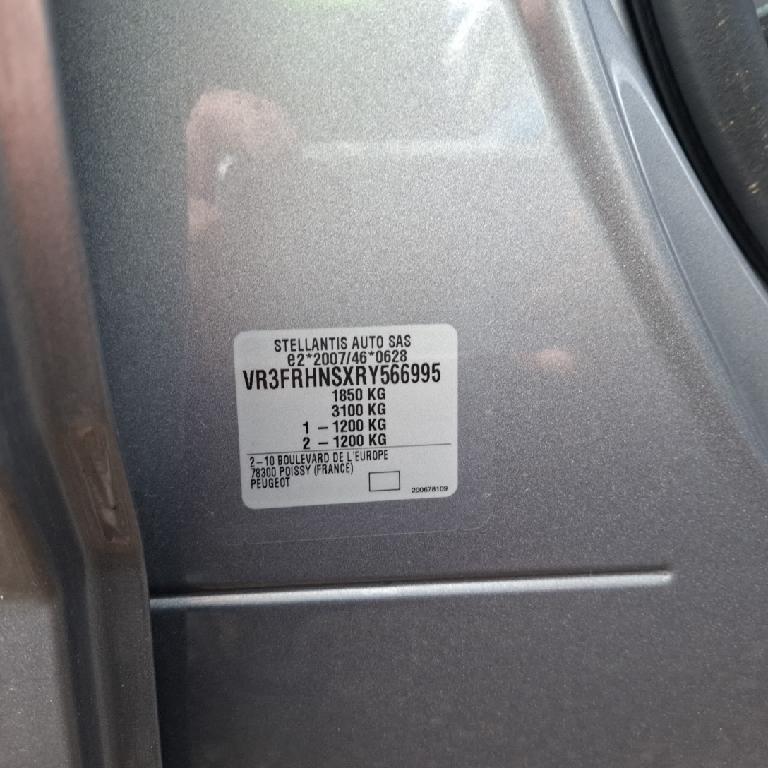 STELLANTIS AUTO SAS
e2*2007/46*0628
VR3FRHNSXRY566995
1850 KG
3100 KG
1 – 1200 KG
2 – 1200 KG
2–10 BOULEVARD DE L'EUROPE
78300 POISSY (FRANCE)
PEUGEOT
200678109